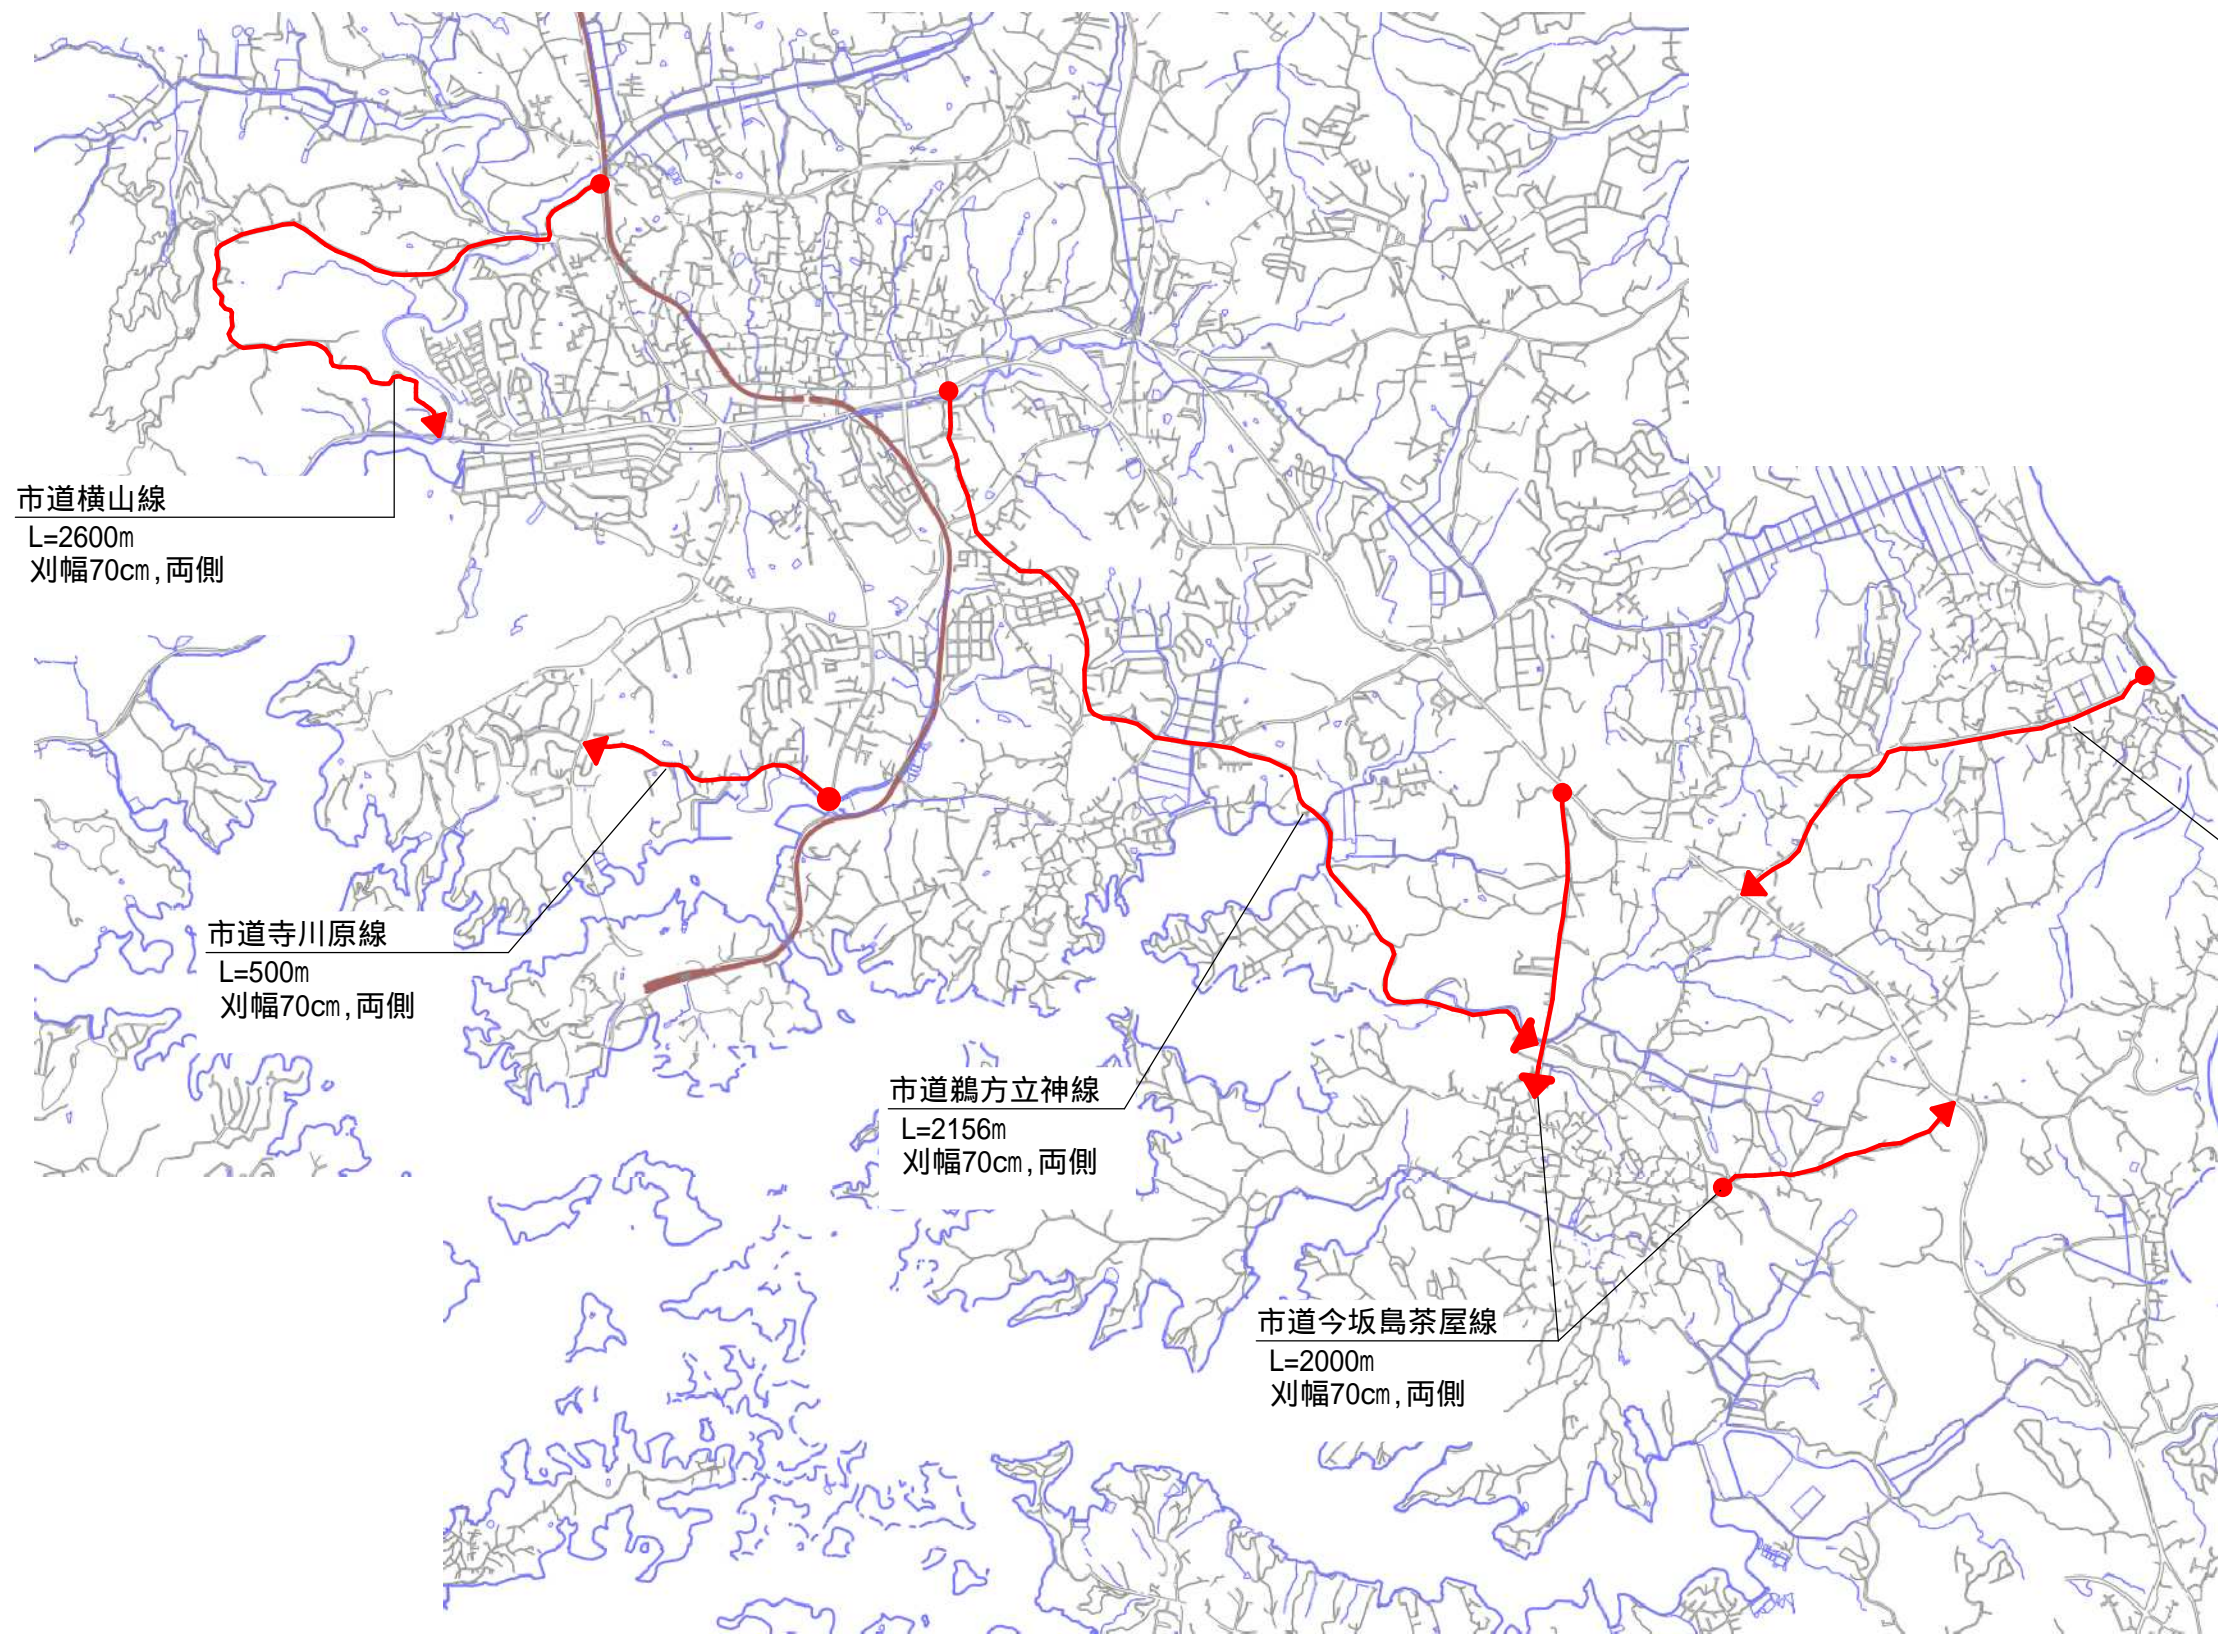 市道横山線
L=2600m
刈幅70cm,両側
市道寺川原線
L=500m
刈幅70cm,両側
市道鵜方立神線
L=2156m
刈幅70cm,両側
市道今坂島茶屋線
L=2000m
刈幅70cm,両側